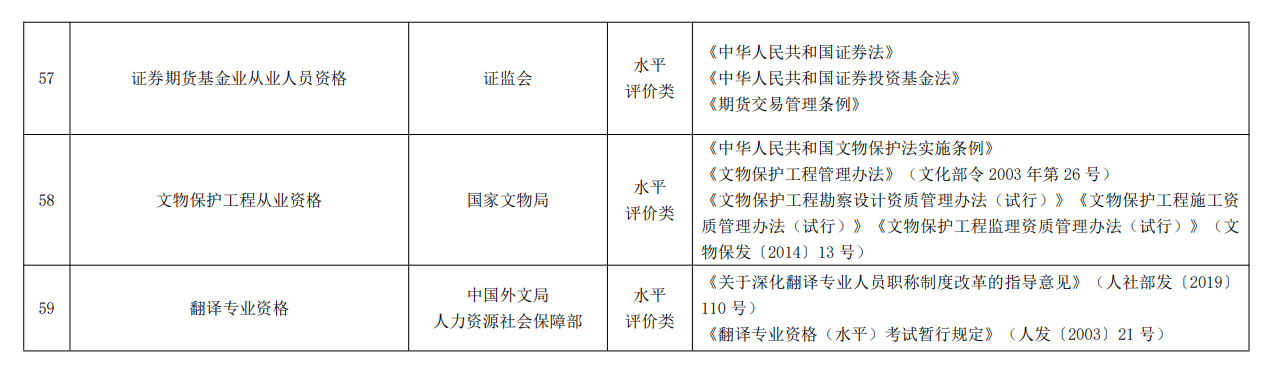 57
证券期货基金业从业人员资格
证监会
水平
评价类
《中华人民共和国证券法》
《中华人民共和国证券投资基金法》
《期货交易管理条例》
58
文物保护工程从业资格
国家文物局
水平
评价类
《中华人民共和国文物保护法实施条例》
《文物保护工程管理办法》（文化部令 2003 年第 26 号）
《文物保护工程勘察设计资质管理办法（试行）》《文物保护工程施工资
质管理办法（试行）》《文物保护工程监理资质管理办法（试行）》（文
物保发〔2014〕13 号）
59
翻译专业资格
中国外文局
人力资源社会保障部
水平
评价类
《关于深化翻译专业人员职称制度改革的指导意见》（人社部发〔2019〕
110 号）
《翻译专业资格（水平）考试暂行规定》（人发〔2003〕21 号）